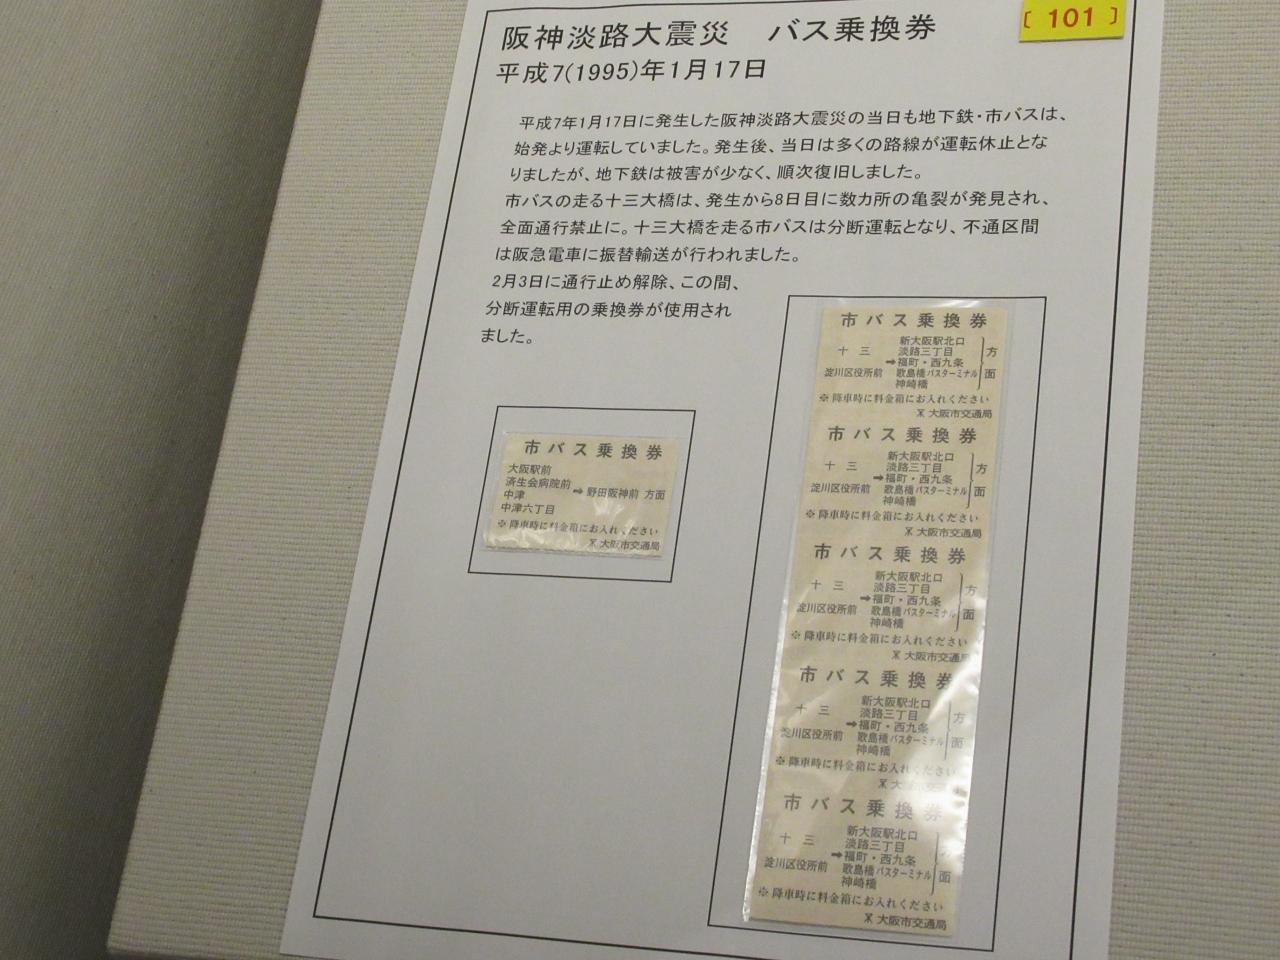 [ 101 ]
阪神淡路大震災　バス乗換券
平成7(1995)年1月17日
平成7年1月17日に発生した阪神淡路大震災の当日も地下鉄・市バスは、
始発より運転していました。発生後、当日は多くの路線が運転休止とな
りましたが、地下鉄は被害が少なく、順次復旧しました。
市バスの走る十三大橋は、発生から8日目に数カ所の亀裂が発見され、
全面通行禁止に。十三大橋を走る市バスは分断運転となり、不通区間
は阪急電車に振替輸送が行われました。
2月3日に通行止め解除、この間、
分断運転用の乗換券が使用され
ました。
市バス乗換券
大阪駅前
済生会病院前
中津
中津六丁目
➡野田阪神前 方面
※降車時に料金箱にお入れください
大阪市交通局
市バス乗換券
十三
淀川区役所前
➡
新大阪駅北口
淡路三丁目
福町・西九条
歌島橋バスターミナル
神崎橋
方面
※降車時に料金箱にお入れください
大阪市交通局
市バス乗換券
十三
淀川区役所前
➡
新大阪駅北口
淡路三丁目
福町・西九条
歌島橋バスターミナル
神崎橋
方面
※降車時に料金箱にお入れください
大阪市交通局
市バス乗換券
十三
淀川区役所前
➡
新大阪駅北口
淡路三丁目
福町・西九条
歌島橋バスターミナル
神崎橋
方面
※降車時に料金箱にお入れください
大阪市交通局
市バス乗換券
十三
淀川区役所前
➡
新大阪駅北口
淡路三丁目
福町・西九条
歌島橋バスターミナル
神崎橋
方面
※降車時に料金箱にお入れください
市バス乗換券
十三
淀川区役所前
➡
新大阪駅北口
淡路三丁目
福町・西九条
歌島橋バスターミナル
神崎橋
面
※降車時に料金箱にお入れください
大阪市交通局